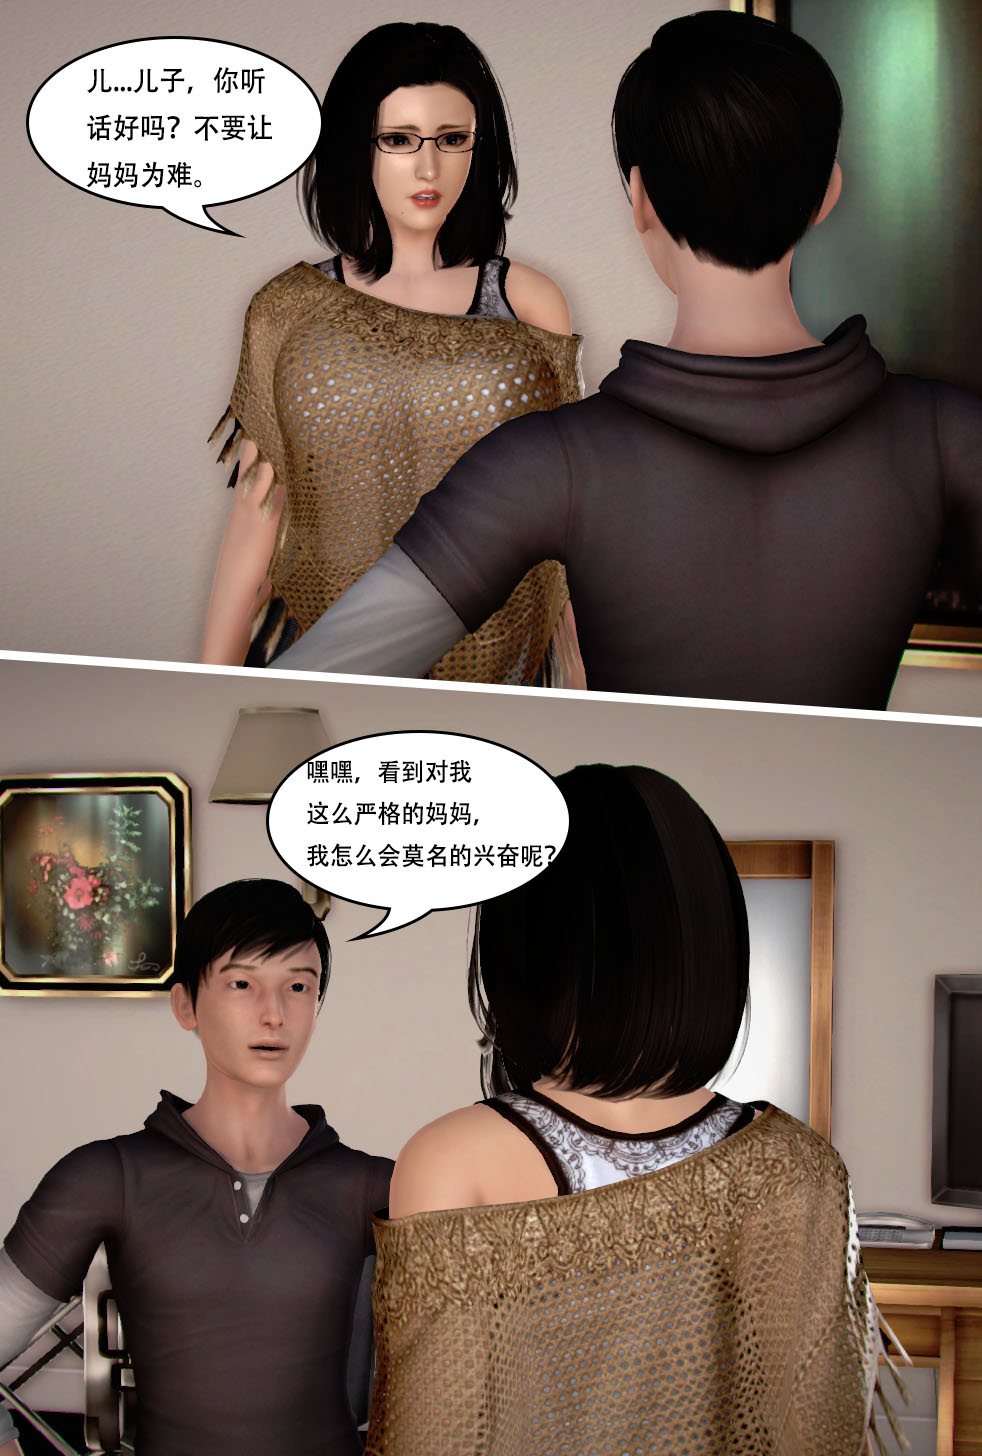 儿...儿子，你听
话好吗？不要让
妈妈为难。
嘿嘿，看到对我
这么严格的妈妈，
我怎么会莫名的兴奋呢？